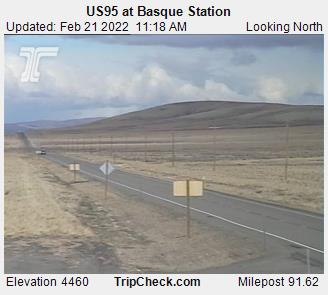 US95 at Basque Station
Updated: Feb 21 2022 11:18 AM Looking North
Elevation 4460 TripCheck.com Milepost 91.62